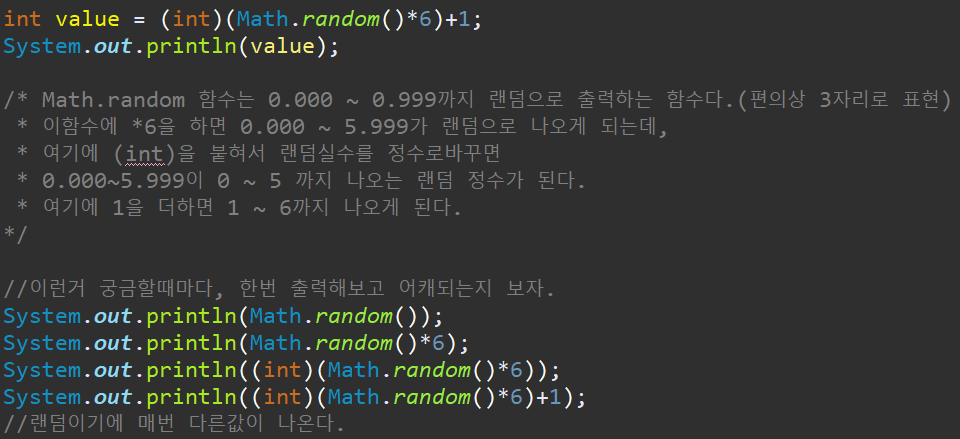 int value = (int)(Math.random()*6)+1;
System.out.println(value);
/* Math.random 함수는 0.000 ~ 0.999까지 랜덤으로 출력하는 함수다.(편의상 3자리로 표현)
* 이함수에 *6을 하면 0.000 ~ 5.999가 랜덤으로 나오게 되는데,
* 여기에 (int)을 붙혀서 랜덤실수를 정수로바꾸면
* 0.000~5.999이 0 ~ 5 까지 나오는 랜덤 정수가 된다.
* 여기에 1을 더하면 1 ~ 6까지 나오게 된다.
*/
//이런거 궁금할때마다, 한번 출력해보고 어캐되는지 보자.
System.out.println(Math.random());
System.out.println(Math.random()*6);
System.out.println((int)(Math.random()*6));
System.out.println((int)(Math.random()*6)+1);
//랜덤이기에 매번 다른값이 나온다.